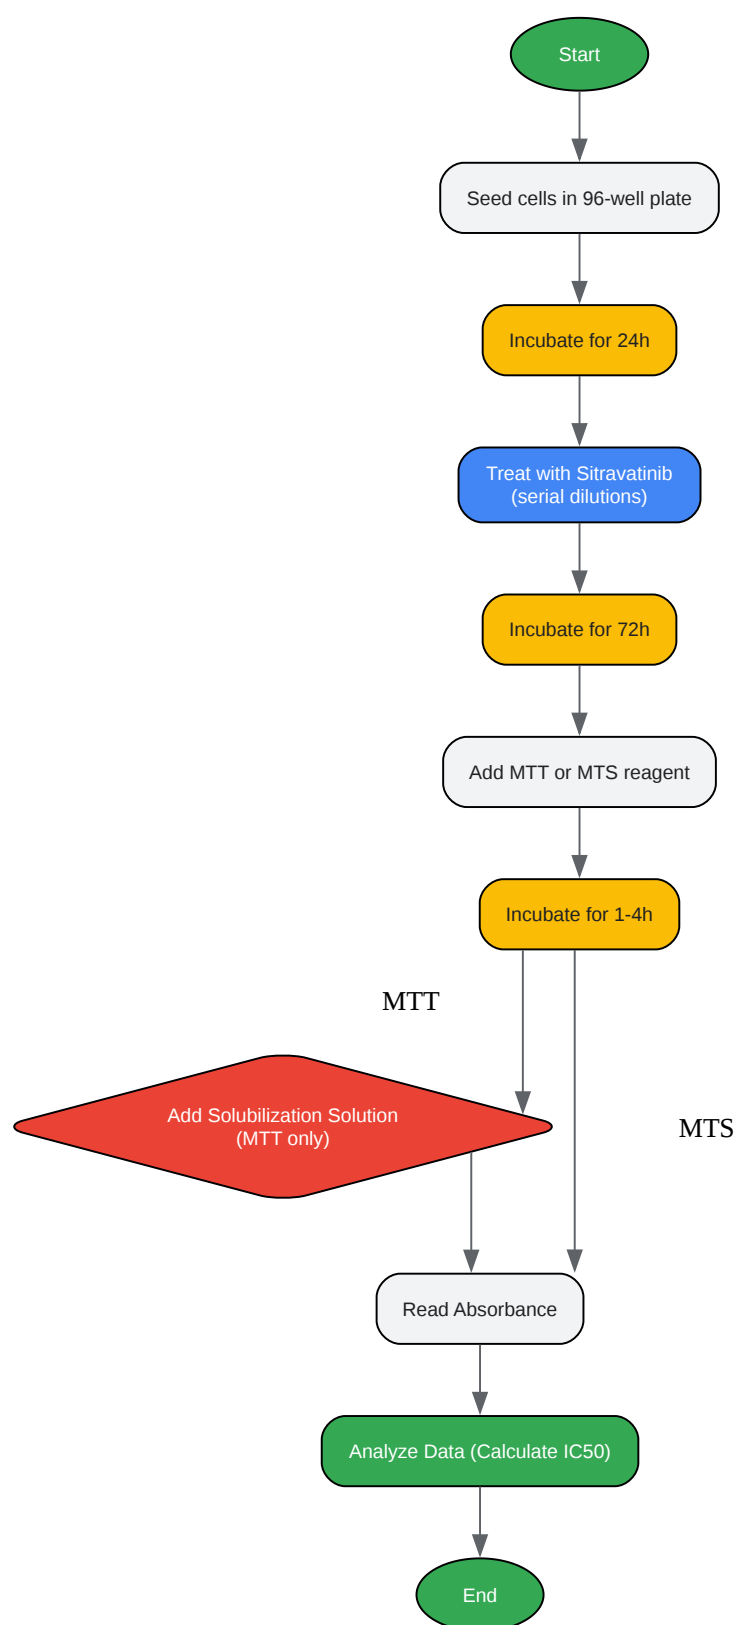 Start
Seed cells in 96-well plate
Incubate for 24h
Treat with Sitravatinib
(serial dilutions)
Incubate for 72h
Add MTT or MTS reagent
Incubate for 1-4h
MTT
Add Solubilization Solution
(MTT only)
MTS
Read Absorbance
Analyze Data (Calculate IC50)
End